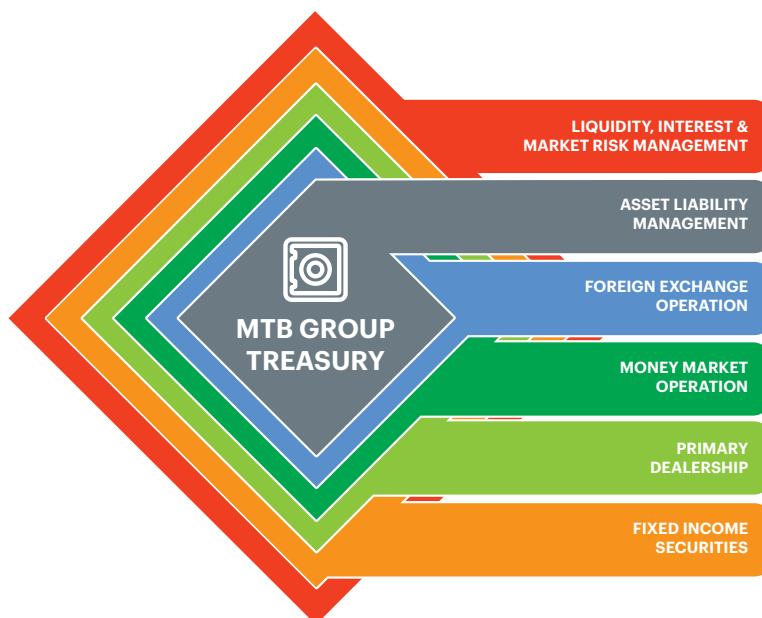 LIQUIDITY, INTEREST &
MARKET RISK MANAGEMENT
ASSET LIABILITY
MANAGEMENT
MTB GROUP
TREASURY
FOREIGN EXCHANGE
OPERATION
MONEY MARKET
OPERATION
PRIMARY
DEALERSHIP
FIXED INCOME
SECURITIES